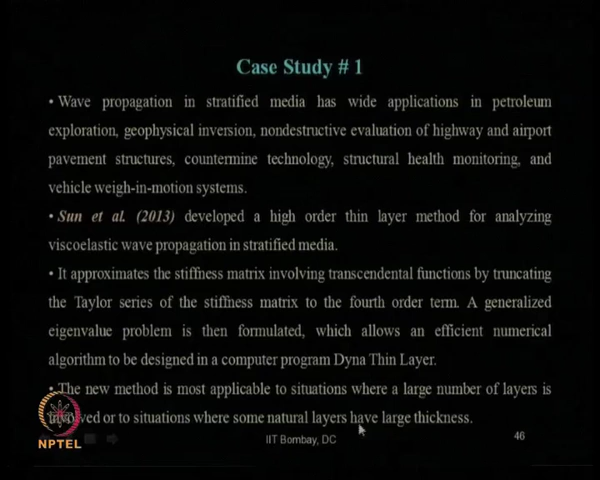 Case Study # 1
• Wave propagation in stratified media has wide applications in petroleum
exploration, geophysical inversion, nondestructive evaluation of highway and airport
pavement structures, countermine technology, structural health monitoring, and
vehicle weigh-in-motion systems.
• Sun et al. (2013) developed a high order thin layer method for analyzing
viscoelastic wave propagation in stratified media.
• It approximates the stiffness matrix involving transcendental functions by truncating
the Taylor series of the stiffness matrix to the fourth order term. A generalized
eigenvalue problem is then formulated, which allows an efficient numerical
algorithm to be designed in a computer program Dyna Thin Layer.
• The new method is most applicable to situations where a large number of layers is
involved or to situations where some natural layers have large thickness.
NPTEL
IIT Bombay, DC
46